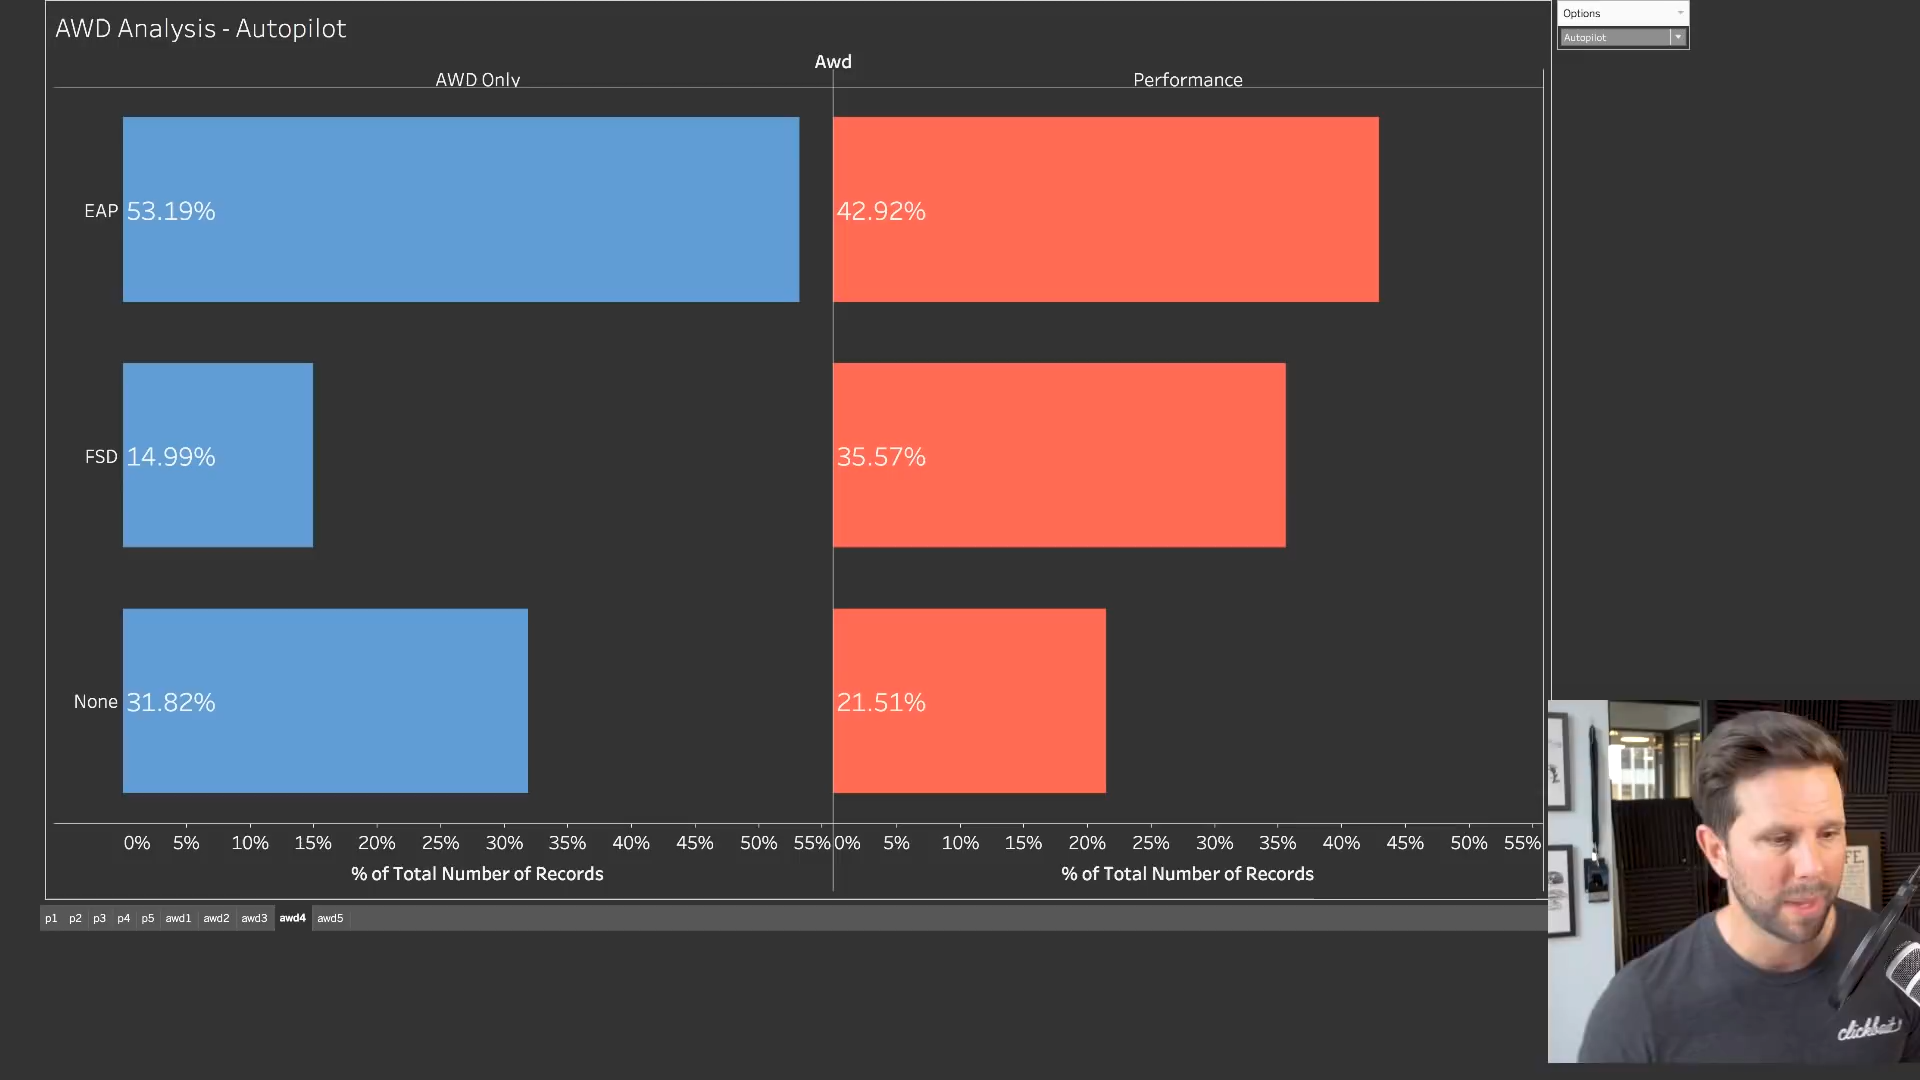 AWD Analysis - Autopilot
Options
Autopilot
Awd
AWD Only
Performance
EAP 53.19% 42.92%
FSD 14.99% 35.57%
None 31.82% 21.51%
0% 5% 10% 15% 20% 25% 30% 35% 40% 45% 50% 55% 0% 5% 10% 15% 20% 25% 30% 35% 40% 45% 50% 55%
% of Total Number of Records % of Total Number of Records
p1 p2 p3 p4 p5 awd1 awd2 awd3 awd4 awd5
clickbait